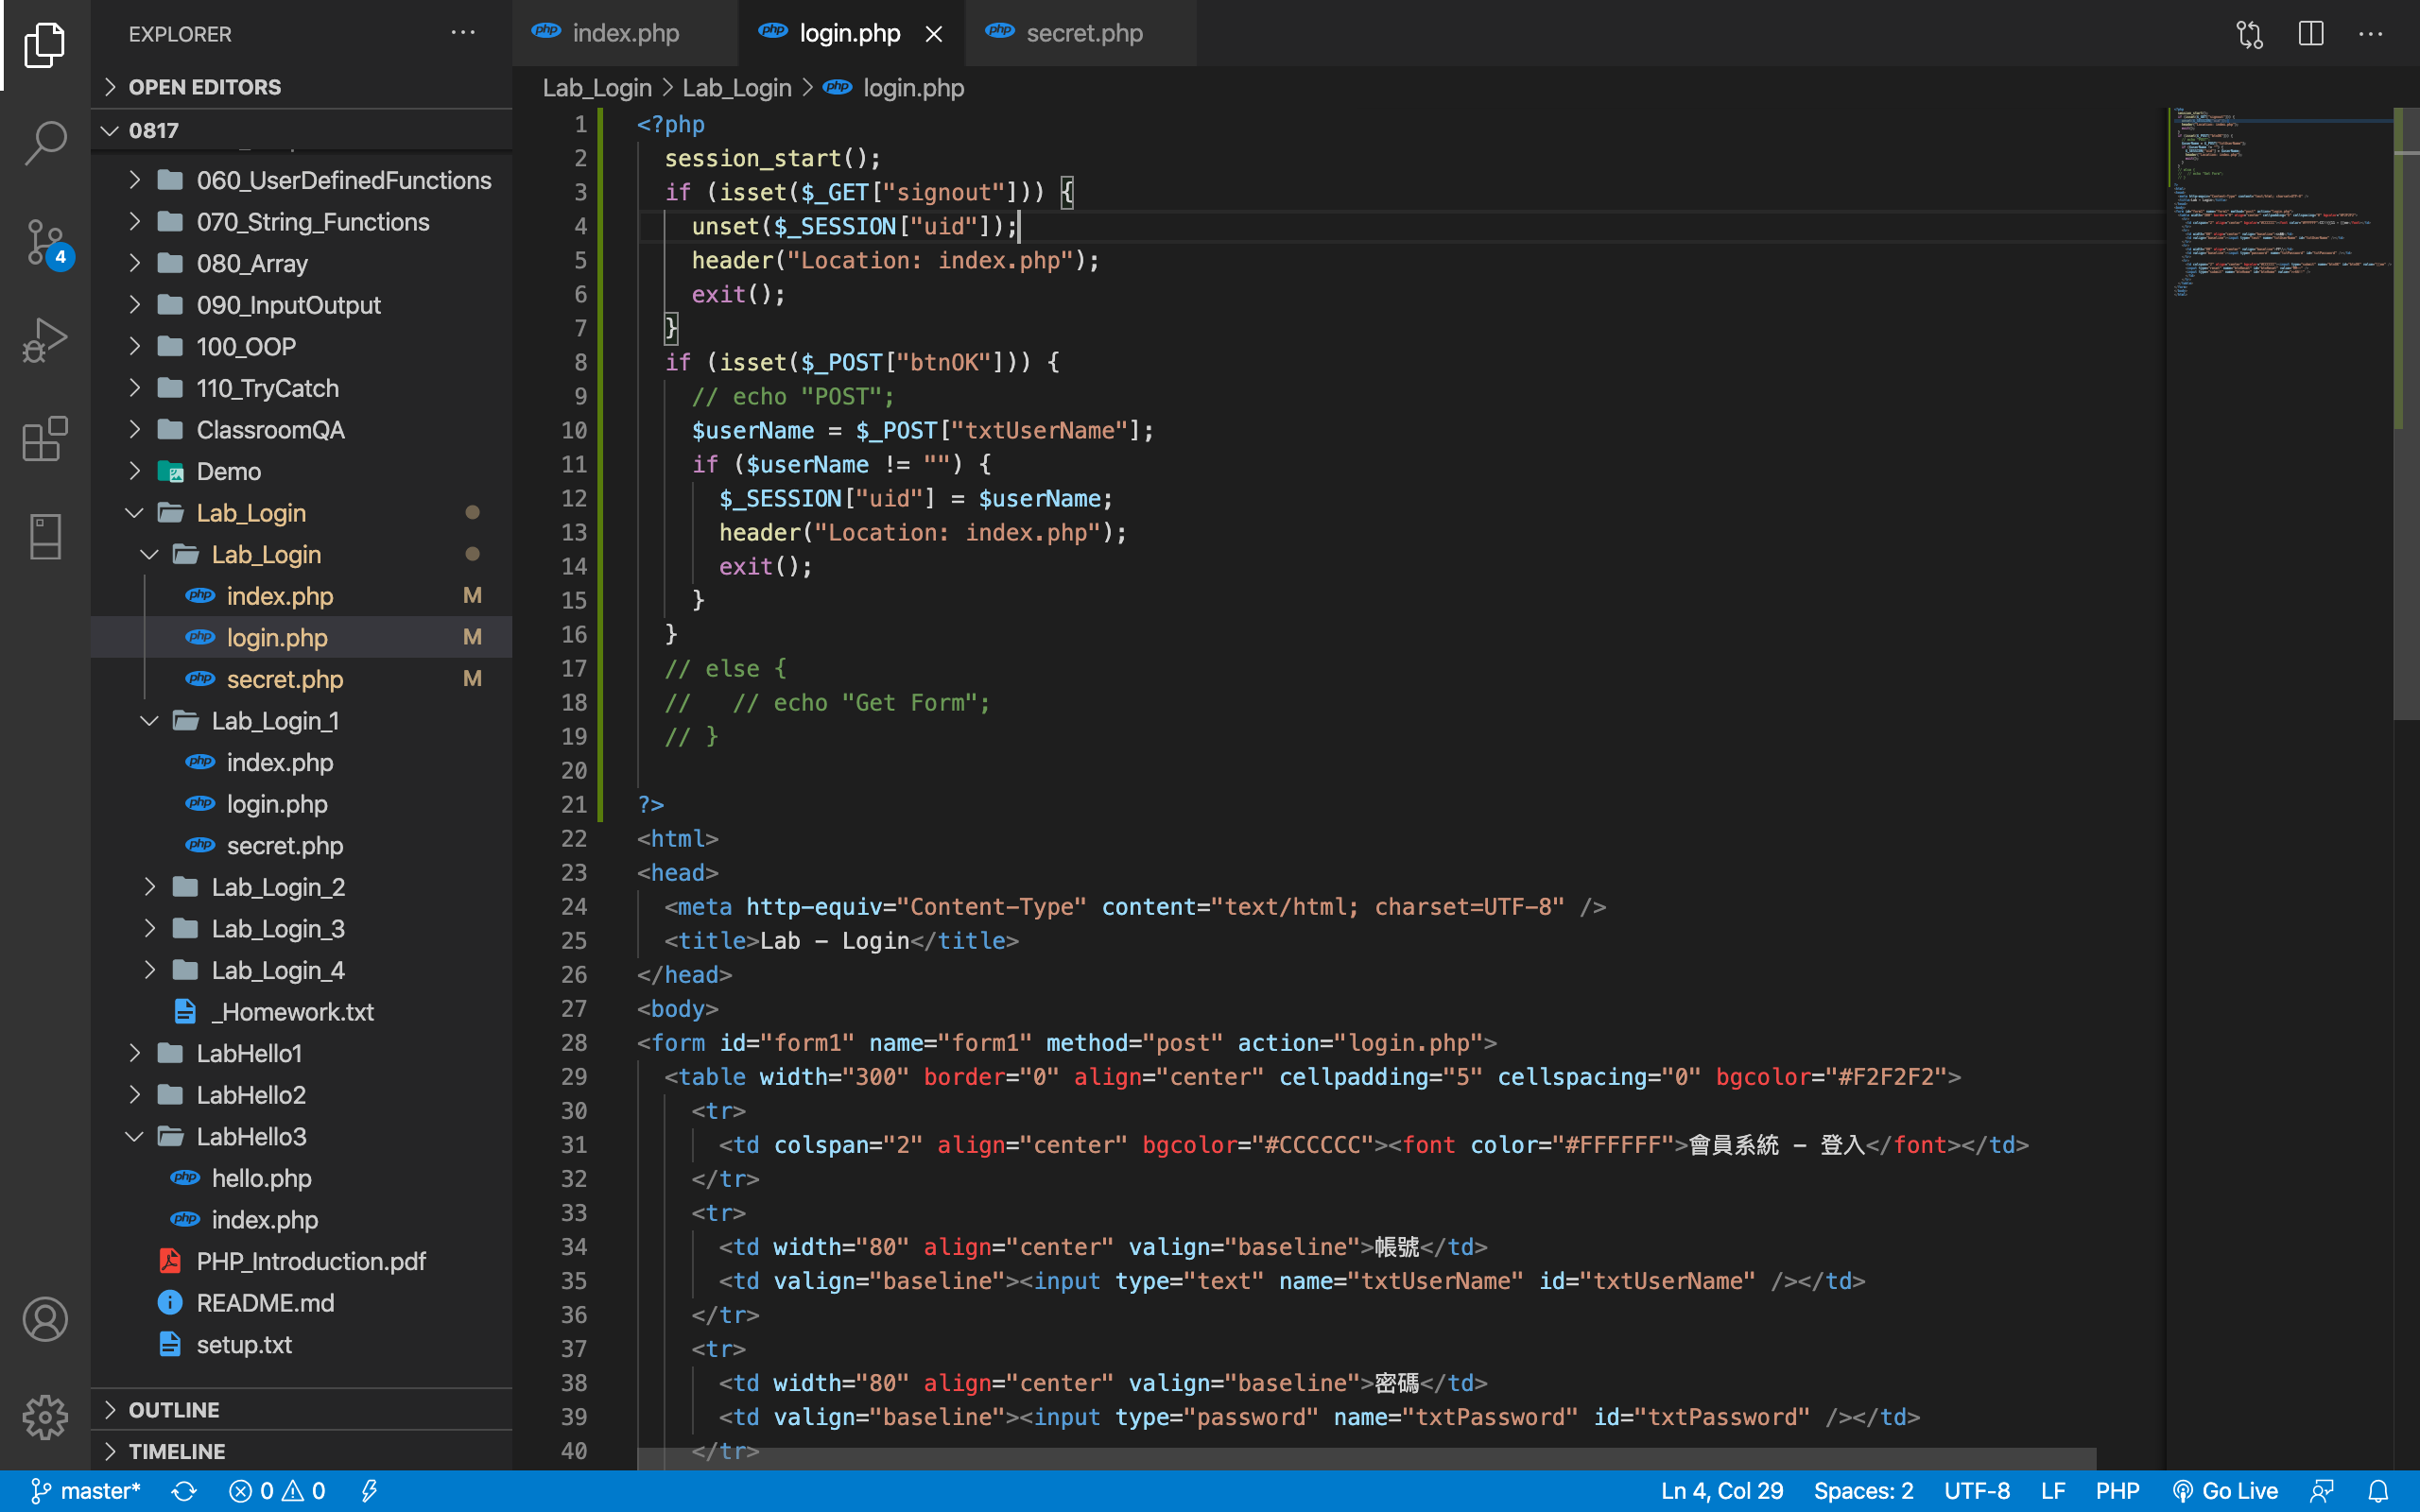 EXPLORER
OPEN EDITORS
0817
060_UserDefinedFunctions
070_String_Functions
080_Array
090_InputOutput
100_OOP
110_TryCatch
ClassroomQA
Demo
Lab_Login
Lab_Login
index.php M
login.php M
secret.php M
Lab_Login_1
index.php
login.php
secret.php
Lab_Login_2
Lab_Login_3
Lab_Login_4
_Homework.txt
LabHello1
LabHello2
LabHello3
hello.php
index.php
PHP_Introduction.pdf
README.md
setup.txt
OUTLINE
TIMELINE
4
index.php login.php secret.php
Lab_Login > Lab_Login > login.php
1 <?php
2 session_start();
3 if (isset($_GET["signout"])) {
4 unset($_SESSION["uid"]);
5 header("Location: index.php");
6 exit();
7 }
8 if (isset($_POST["btnOK"])) {
9 // echo "POST";
10 $userName = $_POST["txtUserName"];
11 if ($userName != "") {
12 $_SESSION["uid"] = $userName;
13 header("Location: index.php");
14 exit();
15 }
16 }
17 // else {
18 //   // echo "Get Form";
19 // }
20
21 ?>
22 <html>
23 <head>
24 <meta http-equiv="Content-Type" content="text/html; charset=UTF-8" />
25 <title>Lab - Login</title>
26 </head>
27 <body>
28 <form id="form1" name="form1" method="post" action="login.php">
29 <table width="300" border="0" align="center" cellpadding="5" cellspacing="0" bgcolor="#F2F2F2">
30 <tr>
31 <td colspan="2" align="center" bgcolor="#CCCCCC"><font color="#FFFFFF">會員系統 - 登入</font></td>
32 </tr>
33 <tr>
34 <td width="80" align="center" valign="baseline">帳號</td>
35 <td valign="baseline"><input type="text" name="txtUserName" id="txtUserName" /></td>
36 </tr>
37 <tr>
38 <td width="80" align="center" valign="baseline">密碼</td>
39 <td valign="baseline"><input type="password" name="txtPassword" id="txtPassword" /></td>
40 </tr>
master* 0 0 Ln 4, Col 29 Spaces: 2 UTF-8 LF PHP Go Live